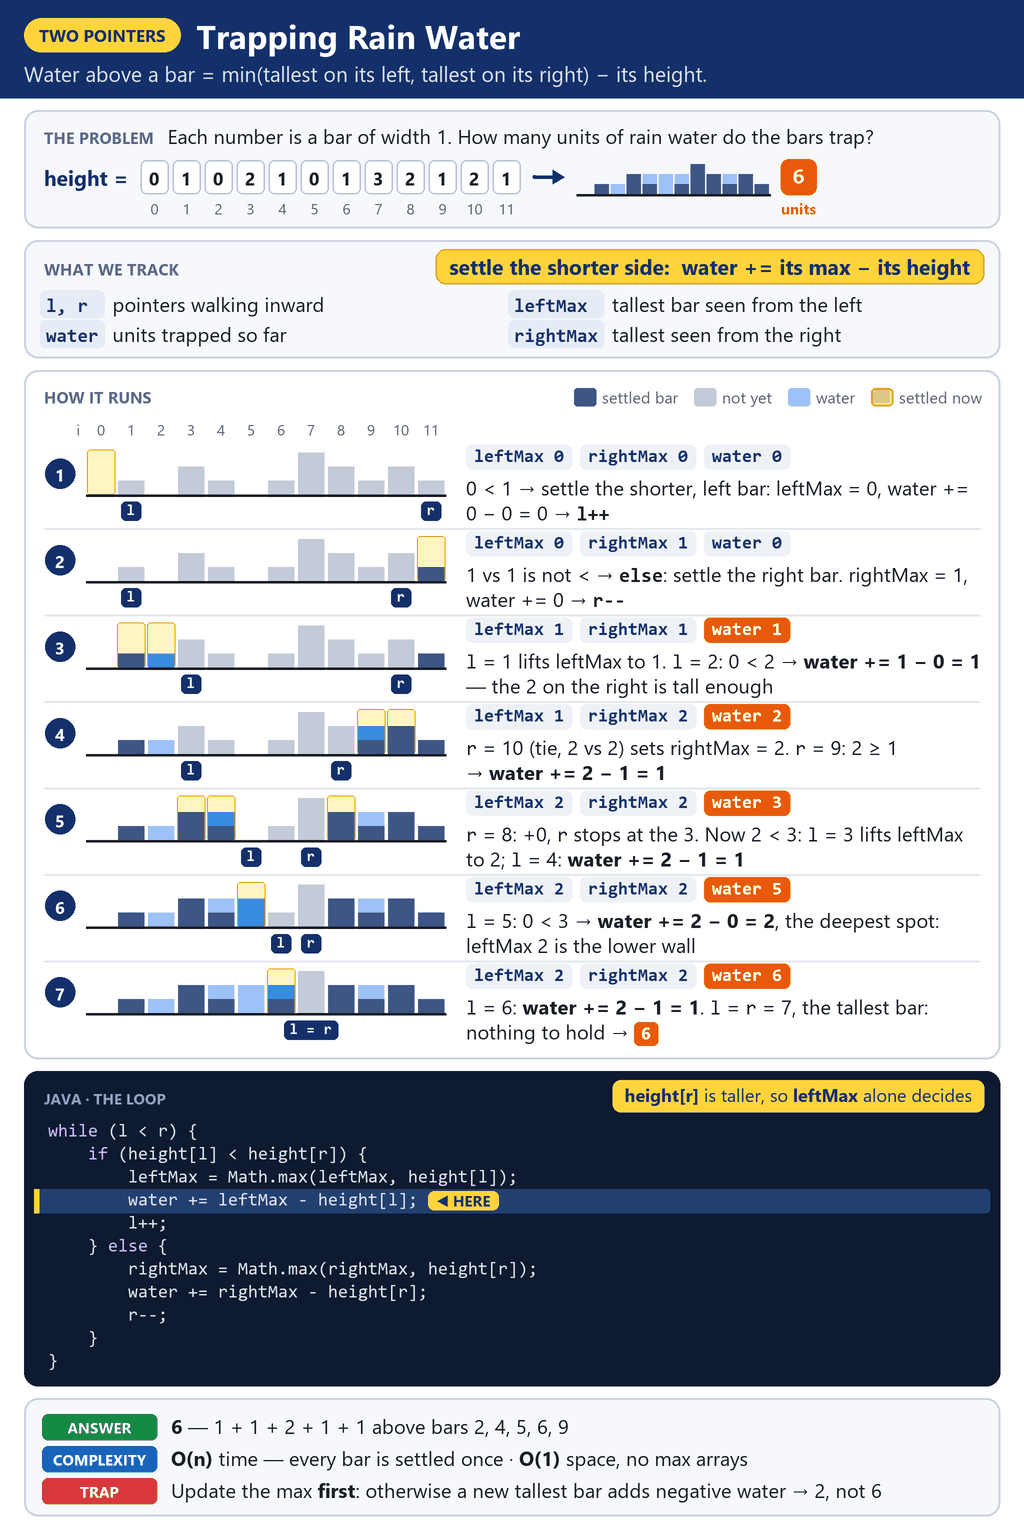 TWO POINTERS Trapping Rain Water
Water above a bar = min(tallest on its left, tallest on its right) − its height.
THE PROBLEM Each number is a bar of width 1. How many units of rain water do the bars trap?
height = 0 1 0 2 1 0 1 3 2 1 2 1 → 6
0 1 2 3 4 5 6 7 8 9 10 11 units
WHAT WE TRACK settle the shorter side: water += its max − its height
l, r pointers walking inward leftMax tallest bar seen from the left
water units trapped so far rightMax tallest seen from the right
HOW IT RUNS settled bar not yet water settled now
i 0 1 2 3 4 5 6 7 8 9 10 11
1 leftMax 0 rightMax 0 water 0
0 < 1 → settle the shorter, left bar: leftMax = 0, water +=
0 − 0 = 0 → l++
l r
2 leftMax 0 rightMax 1 water 0
1 vs 1 is not < → else: settle the right bar. rightMax = 1,
water += 0 → r--
l r
3 leftMax 1 rightMax 1 water 1
l = 1 lifts leftMax to 1. l = 2: 0 < 2 → water += 1 − 0 = 1
— the 2 on the right is tall enough
l r
4 leftMax 1 rightMax 2 water 2
r = 10 (tie, 2 vs 2) sets rightMax = 2. r = 9: 2 ≥ 1
→ water += 2 − 1 = 1
l r
5 leftMax 2 rightMax 2 water 3
r = 8: +0, r stops at the 3. Now 2 < 3: l = 3 lifts leftMax
to 2; l = 4: water += 2 − 1 = 1
l r
6 leftMax 2 rightMax 2 water 5
l = 5: 0 < 3 → water += 2 − 0 = 2, the deepest spot:
leftMax 2 is the lower wall
l r
7 leftMax 2 rightMax 2 water 6
l = 6: water += 2 − 1 = 1. l = r = 7, the tallest bar:
nothing to hold → 6
l = r
JAVA · THE LOOP height[r] is taller, so leftMax alone decides
while (l < r) {
if (height[l] < height[r]) {
leftMax = Math.max(leftMax, height[l]);
water += leftMax - height[l]; ◀ HERE
l++;
} else {
rightMax = Math.max(rightMax, height[r]);
water += rightMax - height[r];
r--;
}
}
ANSWER 6 — 1 + 1 + 2 + 1 + 1 above bars 2, 4, 5, 6, 9
COMPLEXITY O(n) time — every bar is settled once · O(1) space, no max arrays
TRAP Update the max first: otherwise a new tallest bar adds negative water → 2, not 6